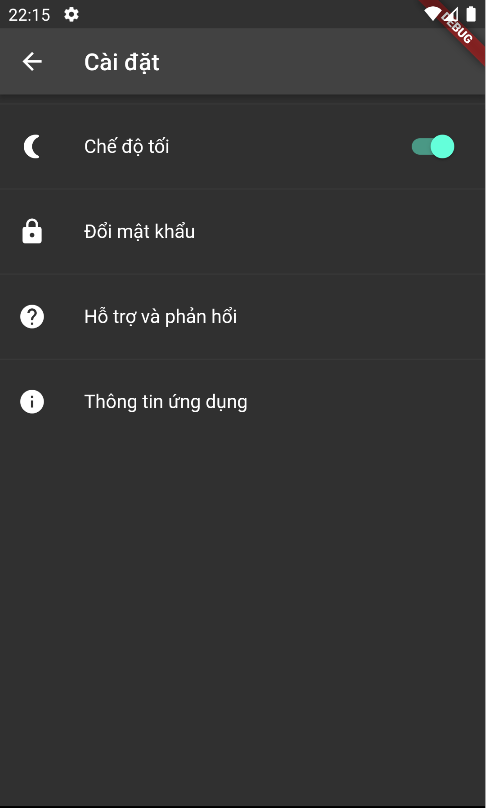 22:15
DEBUG
Cài đặt
Chế độ tối
Đổi mật khẩu
Hỗ trợ và phản hồi
Thông tin ứng dụng